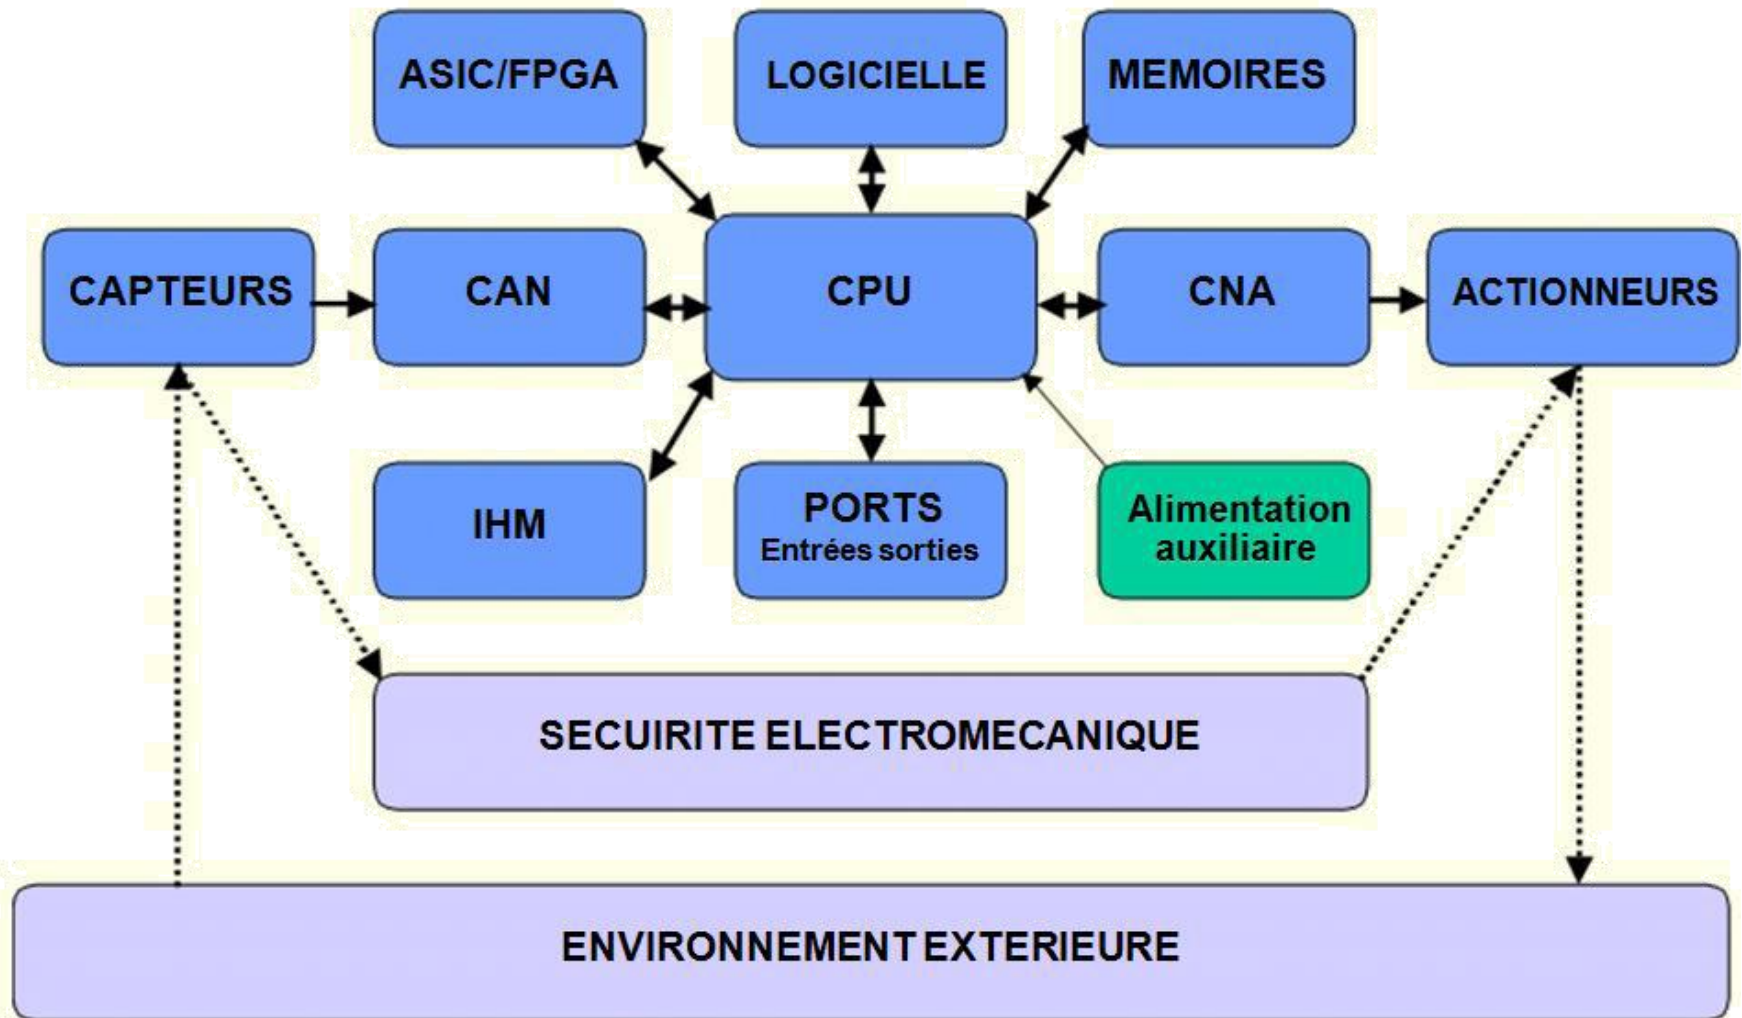 ASIC/FPGA
LOGICIELLE
MEMOIRES
CAPTEURS
CAN
CPU
CNA
ACTIONNEURS
IHM
PORTS
Entrées sorties
Alimentation
auxiliaire
SECUIRITE ELECTROMECANIQUE
ENVIRONNEMENT EXTERIEURE